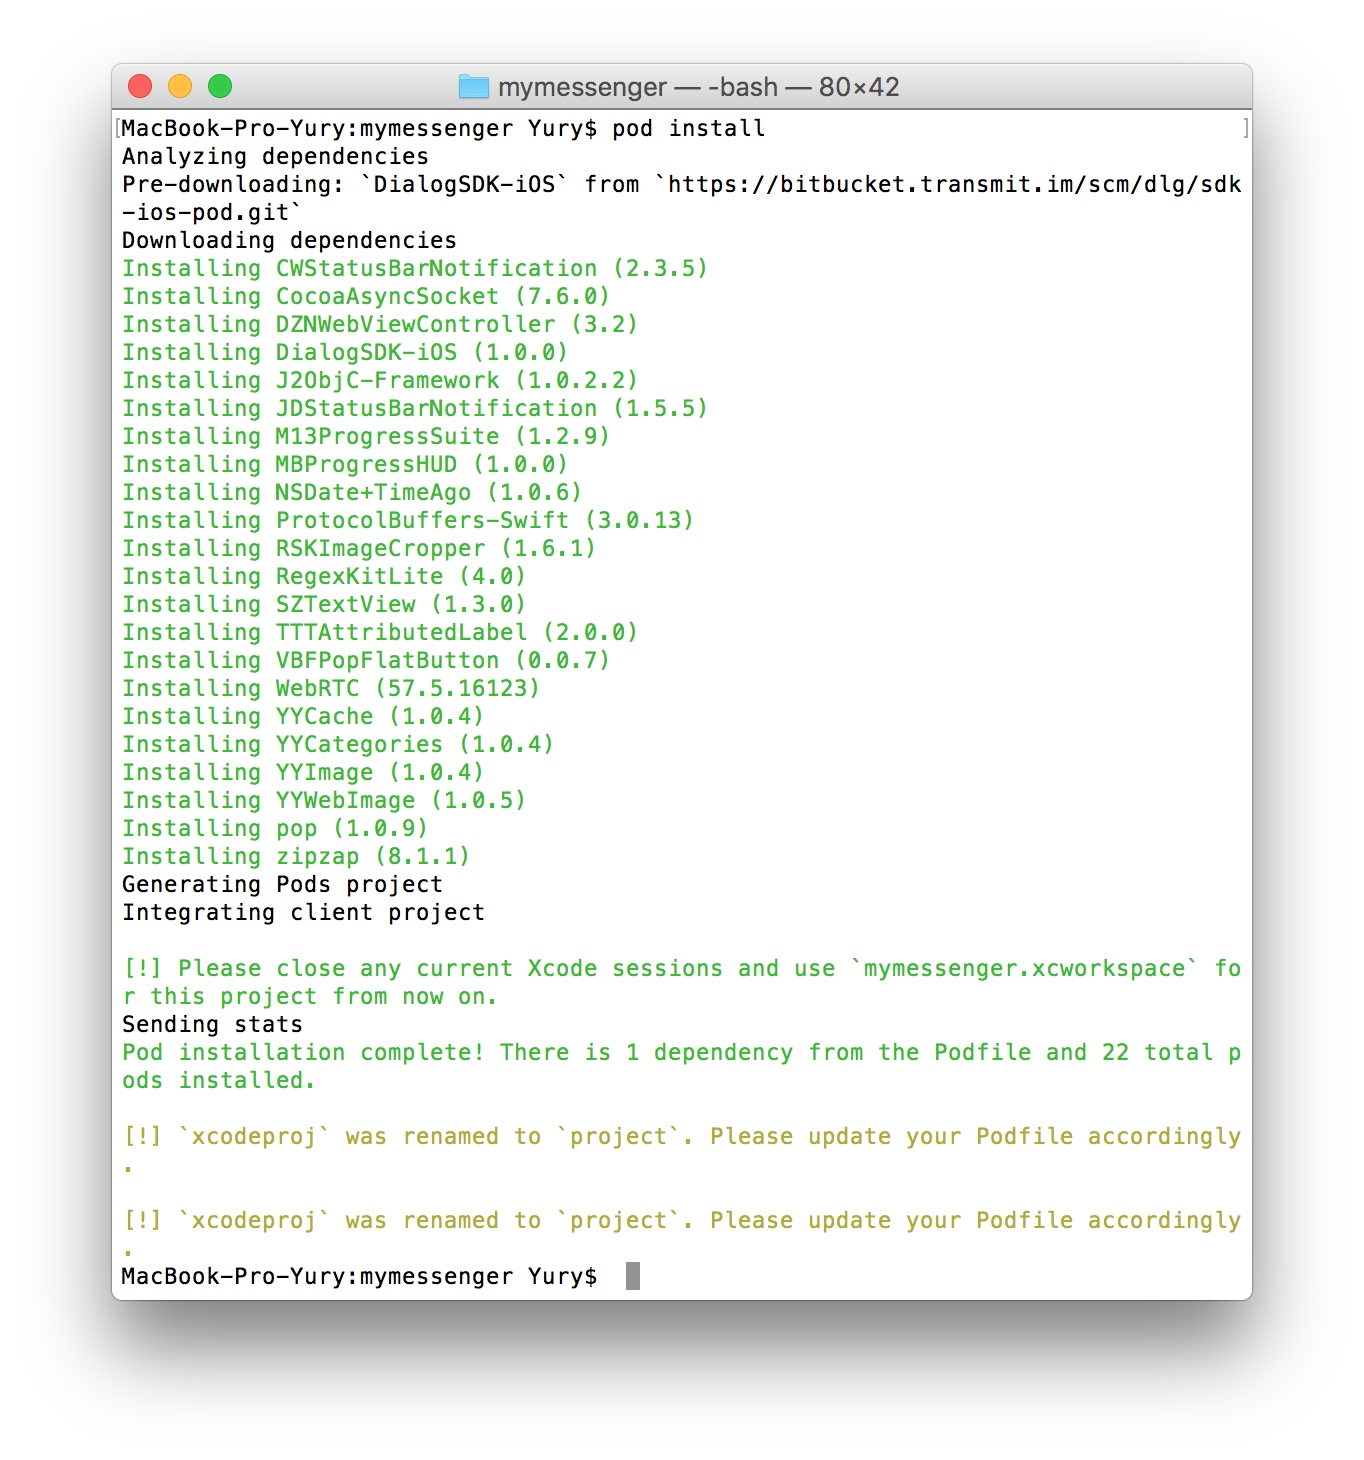 mymessenger — -bash — 80×42
MacBook-Pro-Yury:mymessenger Yury$ pod install
Analyzing dependencies
Pre-downloading: `DialogSDK-iOS` from `https://bitbucket.transmit.im/scm/dlg/sdk
-ios-pod.git`
Downloading dependencies
Installing CWStatusBarNotification (2.3.5)
Installing CocoaAsyncSocket (7.6.0)
Installing DZNWebViewController (3.2)
Installing DialogSDK-iOS (1.0.0)
Installing J2ObjC-Framework (1.0.2.2)
Installing JDStatusBarNotification (1.5.5)
Installing M13ProgressSuite (1.2.9)
Installing MBProgressHUD (1.0.0)
Installing NSDate+TimeAgo (1.0.6)
Installing ProtocolBuffers-Swift (3.0.13)
Installing RSKImageCropper (1.6.1)
Installing RegexKitLite (4.0)
Installing SZTextView (1.3.0)
Installing TTTAttributedLabel (2.0.0)
Installing VBFPopFlatButton (0.0.7)
Installing WebRTC (57.5.16123)
Installing YYCache (1.0.4)
Installing YYCategories (1.0.4)
Installing YYImage (1.0.4)
Installing YYWebImage (1.0.5)
Installing pop (1.0.9)
Installing zipzap (8.1.1)
Generating Pods project
Integrating client project
[!] Please close any current Xcode sessions and use `mymessenger.xcworkspace` fo
r this project from now on.
Sending stats
Pod installation complete! There is 1 dependency from the Podfile and 22 total p
ods installed.
[!] `xcodeproj` was renamed to `project`. Please update your Podfile accordingly
.
[!] `xcodeproj` was renamed to `project`. Please update your Podfile accordingly
.
MacBook-Pro-Yury:mymessenger Yury$